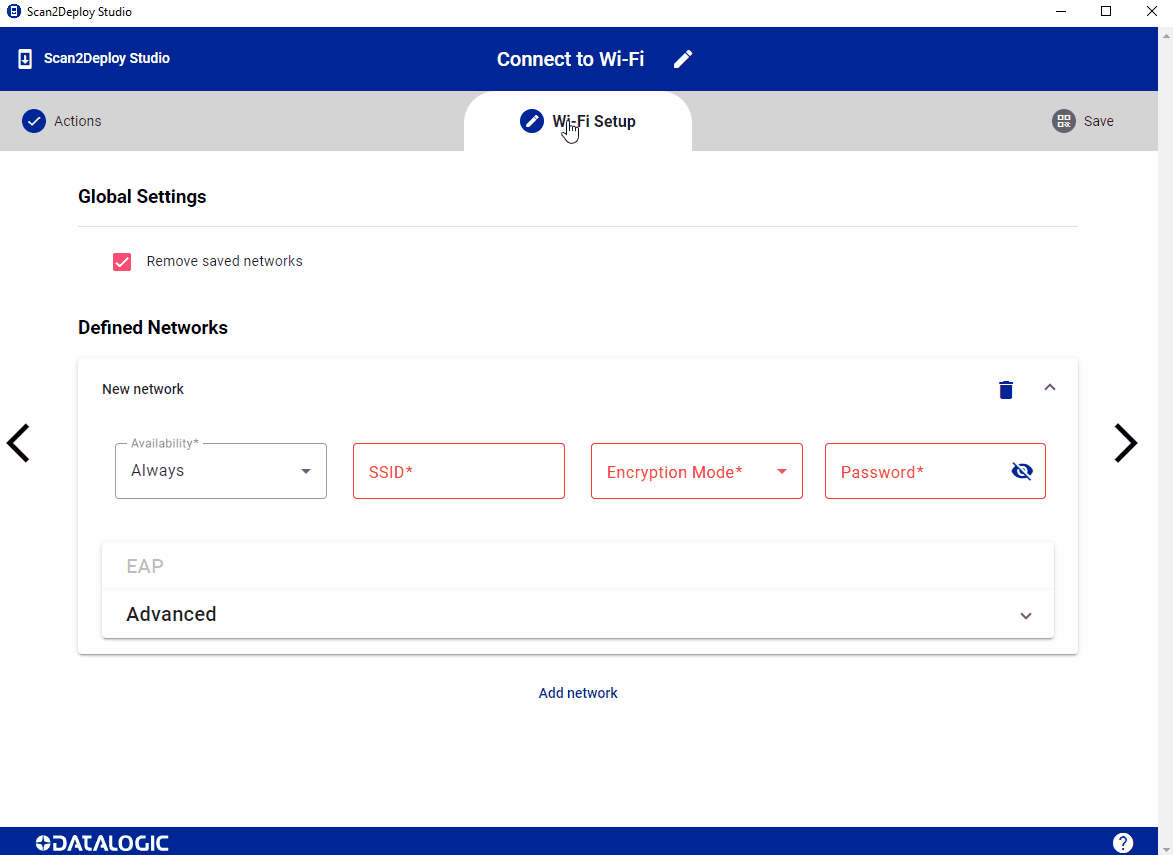 Scan2Deploy Studio
Scan2Deploy Studio
Connect to Wi-Fi
Actions
Wi-Fi Setup
Save
Global Settings
Remove saved networks
Defined Networks
New network
Availability*
Always
SSID*
Encryption Mode*
Password*
EAP
Advanced
Add network
DATALOGIC
?